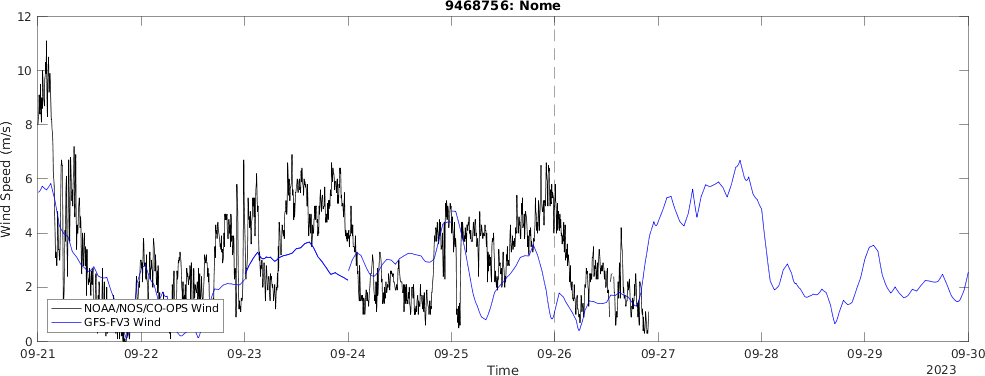 9468756: Nome
12
10
8
6
4
2
0
Wind Speed (m/s)
NOAA/NOS/CO-OPS Wind
GFS-FV3 Wind
09-21 09-22 09-23 09-24 09-25 09-26 09-27 09-28 09-29 09-30
Time
2023